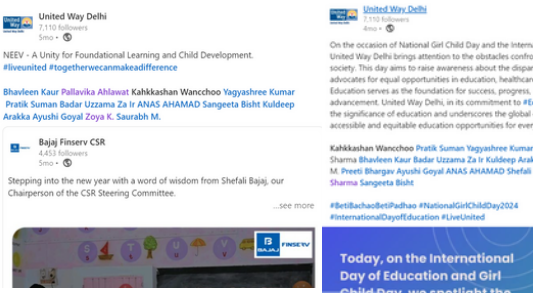 United Way Delhi
7,110 followers
5mo •
NEEV - A Unity for Foundational Learning and Child Development.
#liveunited #togetherwecanmakeadifference
Bhavleen Kaur Pallavika Ahlawat Kahkkashan Wancchoo Yagyashree Kumar
Pratik Suman Badar Uzzama Za Ir ANAS AHAMAD Sangeeta Bisht Kuldeep
Arakka Ayushi Goyal Zoya K. Saurabh M.
Bajaj Finserv CSR
4,453 followers
5mo •
Stepping into the new year with a word of wisdom from Shefali Bajaj, our
Chairperson of the CSR Steering Committee.
...see more
S T U V
BAJAJ FINSERV
United Way Delhi
7,110 followers
4mo •
On the occasion of National Girl Child Day and the Interna
United Way Delhi brings attention to the obstacles confro
society. This day aims to raise awareness about the dispar
advocates for equal opportunities in education, healthcar
Education serves as the foundation for success, progress,
advancement. United Way Delhi, in its commitment to #E
the significance of education and underscores the global
accessible and equitable education opportunities for ever
Kahkkashan Wancchoo Pratik Suman Yagyashree Kumar
Sharma Bhavleen Kaur Badar Uzzama Za Ir Kuldeep Arak
M. Preeti Bhargav Ayushi Goyal ANAS AHAMAD Shefali
Sharma Sangeeta Bisht
#BetiBachaoBetiPadhao #NationalGirlChildDay2024
#InternationalDayofEducation #LiveUnited
Today, on the International
Day of Education and Girl
Child Day, we spotlight the